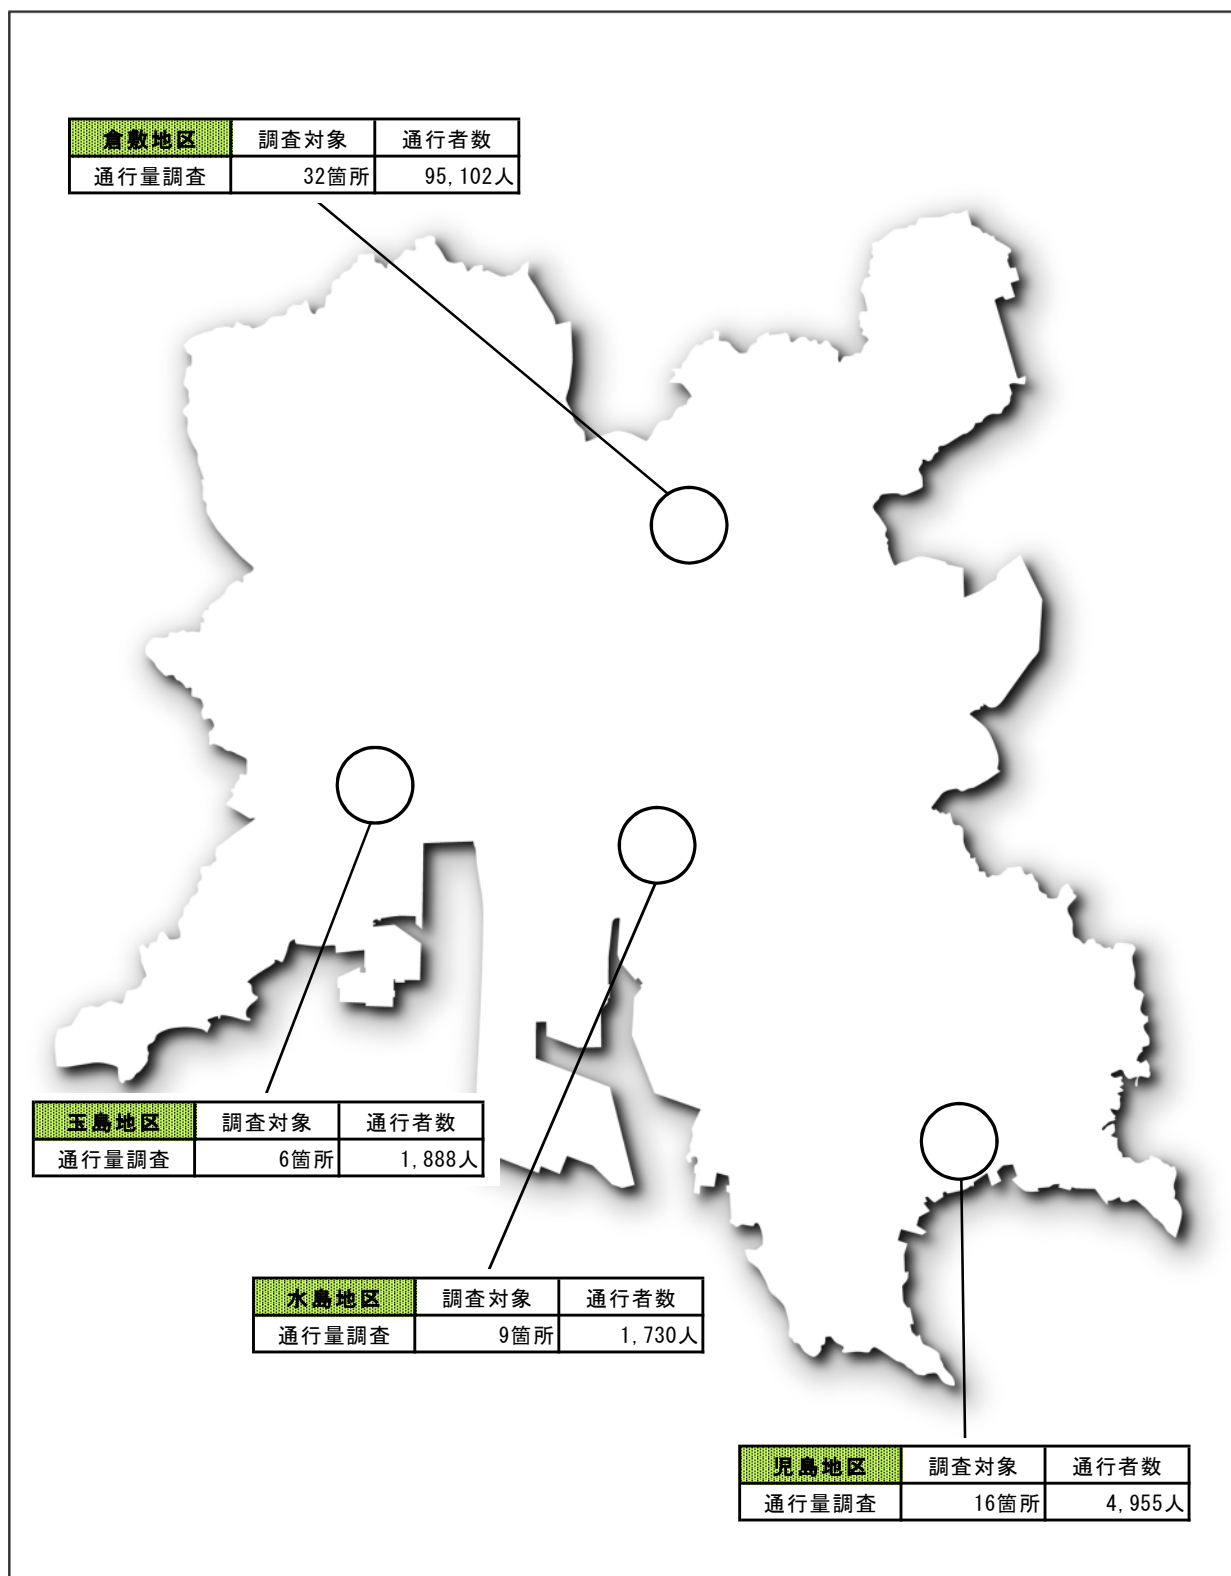 倉敷地区 調査対象 通行者数
通行量調査 32箇所 95,102人
玉島地区 調査対象 通行者数
通行量調査 6箇所 1,888人
水島地区 調査対象 通行者数
通行量調査 9箇所 1,730人
児島地区 調査対象 通行者数
通行量調査 16箇所 4,955人